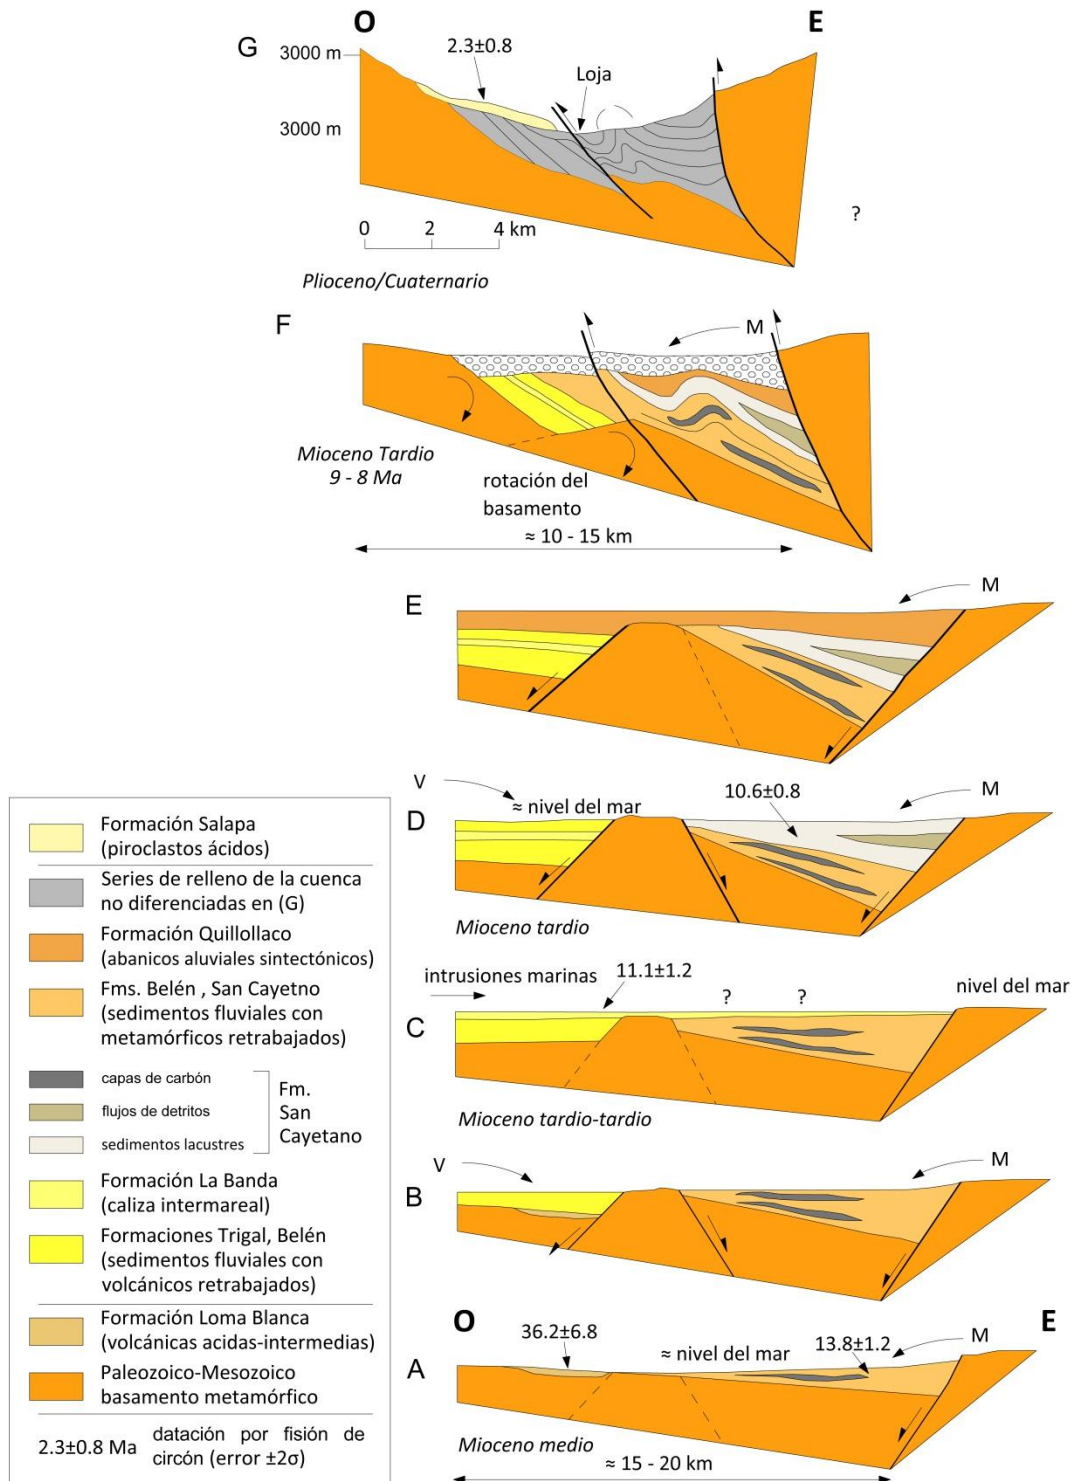 O E
G
3000 m
2.3±0.8
Loja
3000 m
0 2 4 km
?
Plioceno/Cuaternario
F
M
Mioceno Tardio
9 - 8 Ma
rotación del
basamento
≈ 10 - 15 km
E
M
V
≈ nivel del mar
10.6±0.8
M
D
Mioceno tardio
intrusiones marinas
11.1±1.2
? ?
nivel del mar
C
Mioceno tardio-tardio
V
M
B
O E
36.2±6.8
≈ nivel del mar
13.8±1.2
M
A
Mioceno medio
≈ 15 - 20 km
Formación Salapa
(piroclastos ácidos)
Series de relleno de la cuenca
no diferenciadas en (G)
Formación Quillollaco
(abanicos aluviales sintectónicos)
Fms. Belén , San Cayetno
(sedimentos fluviales con
metamórficos retrabajados)
capas de carbón
flujos de detritos
sedimentos lacustres
Fm.
San
Cayetano
Formación La Banda
(caliza intermareal)
Formaciones Trigal, Belén
(sedimentos fluviales con
volcánicos retrabajados)
Formación Loma Blanca
(volcánicas acidas-intermedias)
Paleozoico-Mesozoico
basamento metamórfico
2.3±0.8 Ma datación por fisión de
circón (error ±2σ)